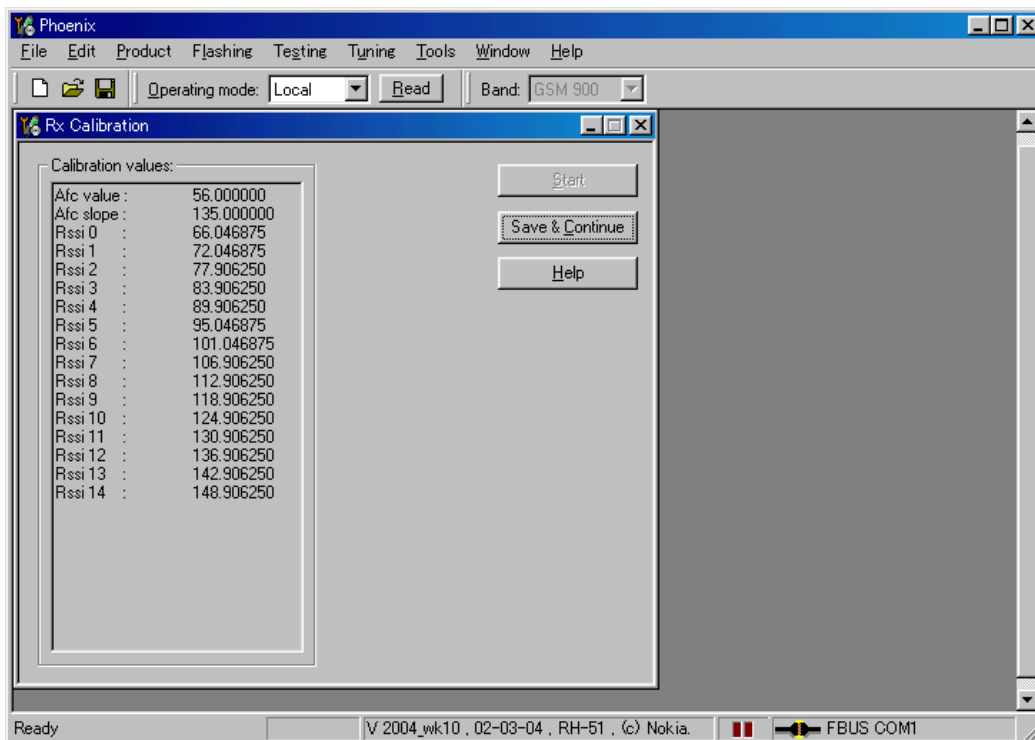 Phoenix
File Edit Product Flashing Testing Tuning Tools Window Help
Operating mode: Local Read Band: GSM 900
Rx Calibration
Calibration values:
Afc value : 56.000000
Afc slope : 135.000000
Rssi 0 : 66.046875
Rssi 1 : 72.046875
Rssi 2 : 77.906250
Rssi 3 : 83.906250
Rssi 4 : 89.906250
Rssi 5 : 95.046875
Rssi 6 : 101.046875
Rssi 7 : 106.906250
Rssi 8 : 112.906250
Rssi 9 : 118.906250
Rssi 10 : 124.906250
Rssi 11 : 130.906250
Rssi 12 : 136.906250
Rssi 13 : 142.906250
Rssi 14 : 148.906250
Start
Save & Continue
Help
Ready V 2004_wk10 , 02-03-04 , RH-51 , (c) Nokia. FBUS COM1